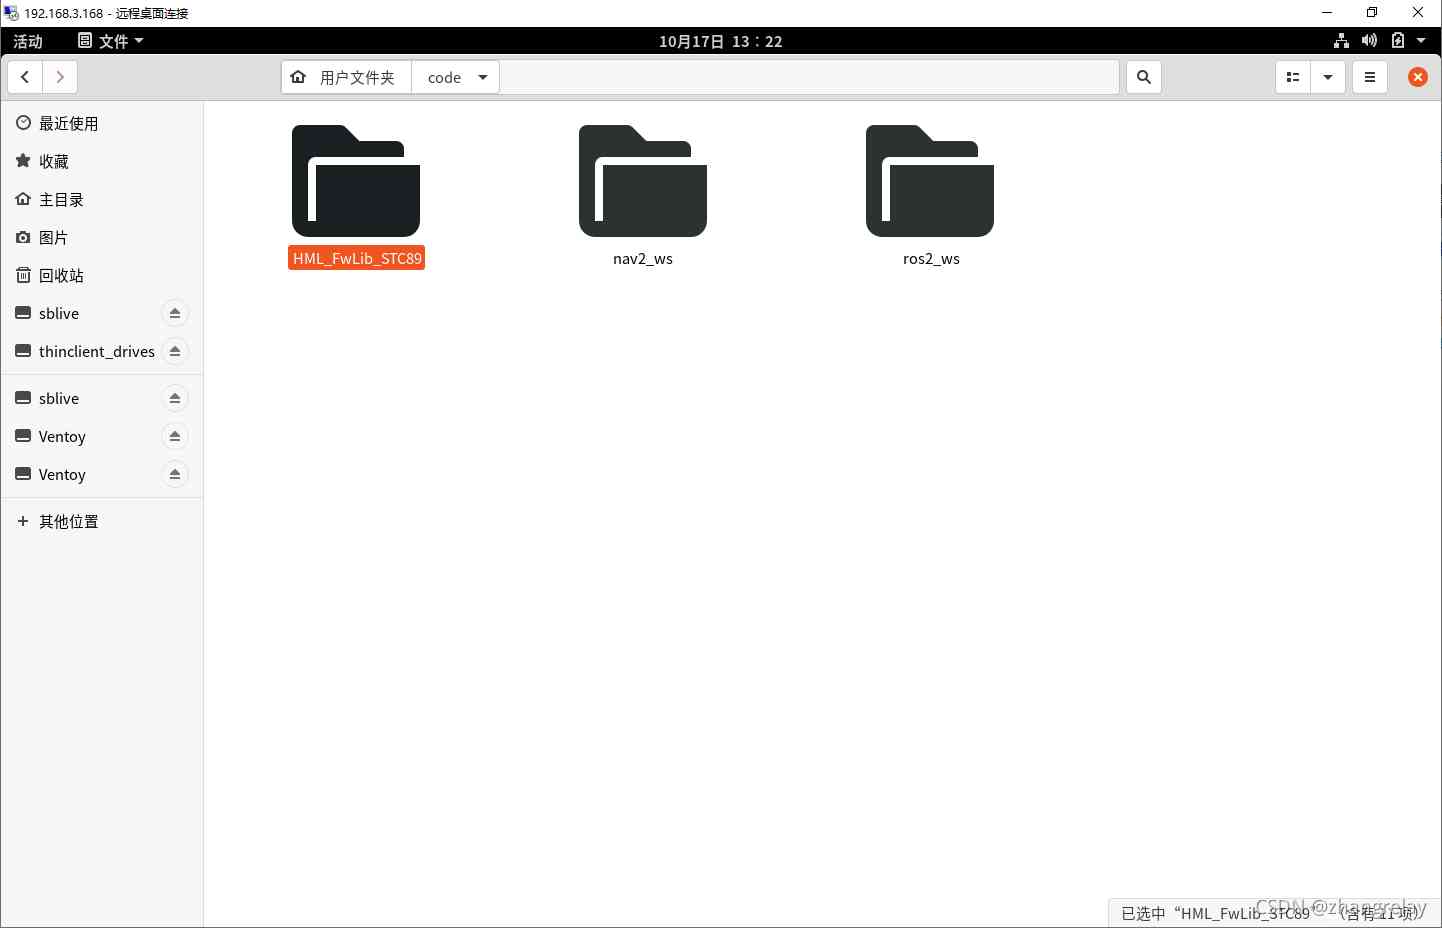 192.168.3.168 - 远程桌面连接
活动 文件 10月17日 13：22
用户文件夹 code
最近使用
收藏
主目录
图片
回收站
sblive
thinclient_drives
sblive
Ventoy
Ventoy
其他位置
HML_FwLib_STC89 nav2_ws ros2_ws
已选中“HML_FwLib_STC89”（含有 11 项）
CSDN @zhangrelay